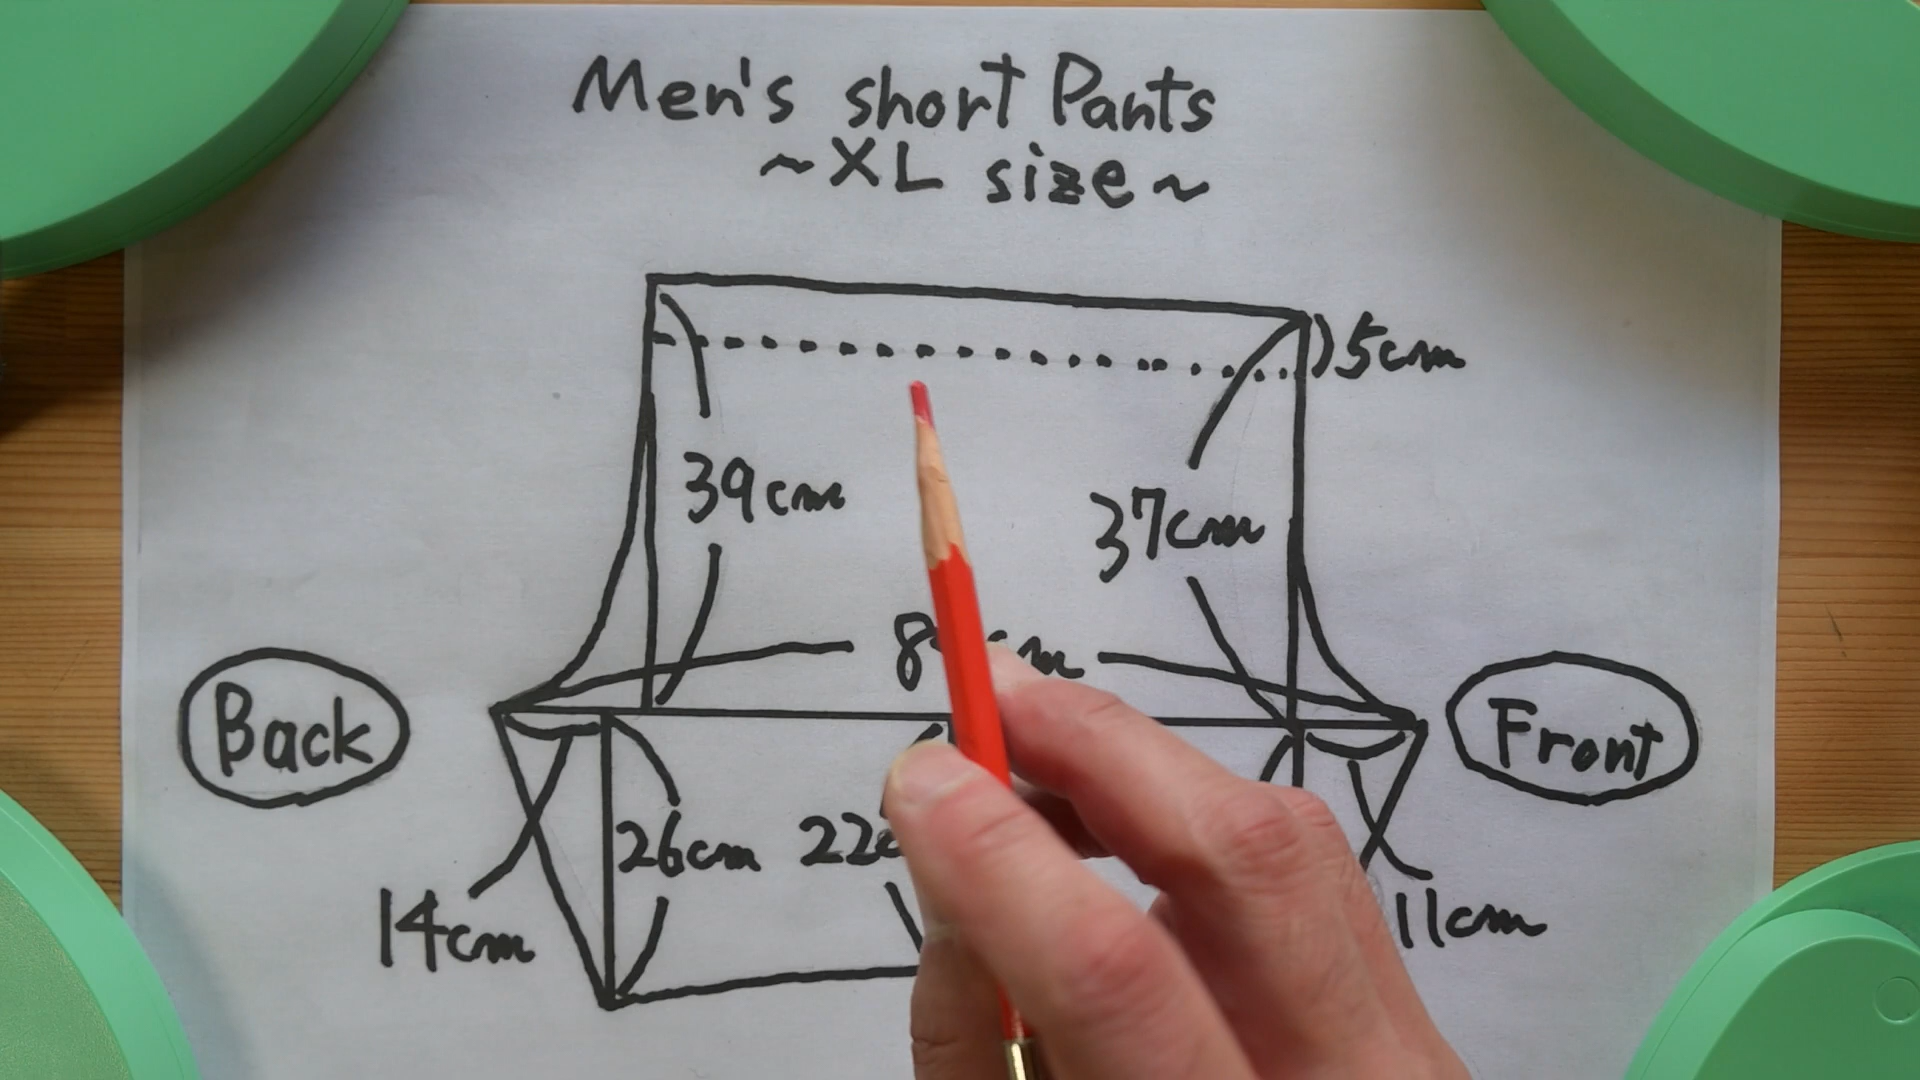 Men's short Pants
~XL size~
5cm
39cm
37cm
Back
Front
26cm
14cm
11cm